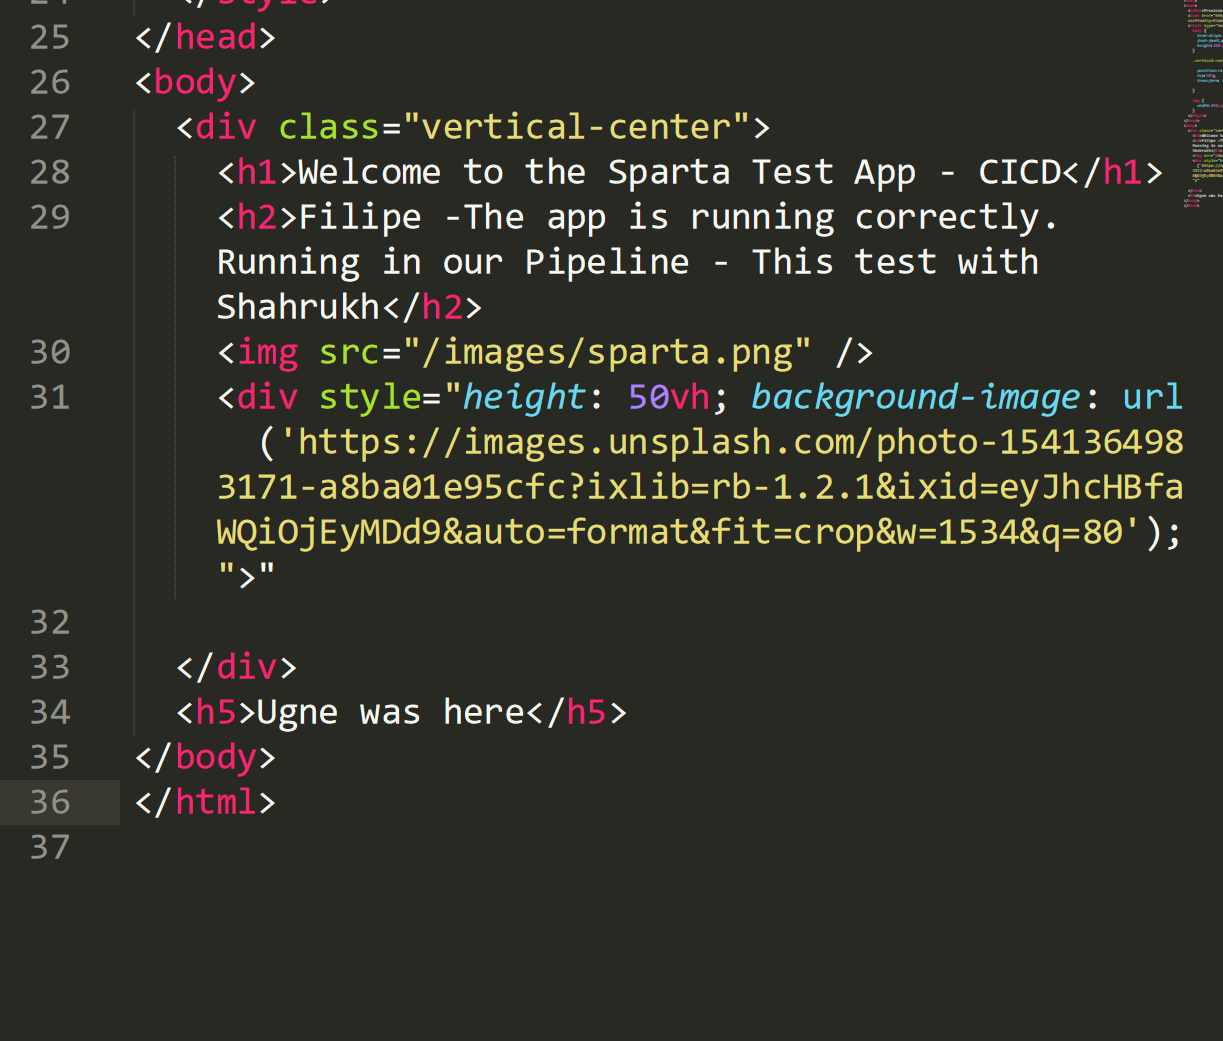 24 </style>
25 </head>
26 <body>
27 <div class="vertical-center">
28 <h1>Welcome to the Sparta Test App - CICD</h1>
29 <h2>Filipe -The app is running correctly.
Running in our Pipeline - This test with
Shahrukh</h2>
30 <img src="/images/sparta.png" />
31 <div style="height: 50vh; background-image: url
('https://images.unsplash.com/photo-154136498
3171-a8ba01e95cfc?ixlib=rb-1.2.1&ixid=eyJhcHBfa
WQiOjEyMDd9&auto=format&fit=crop&w=1534&q=80');
">"
32
33 </div>
34 <h5>Ugne was here</h5>
35 </body>
36 </html>
37